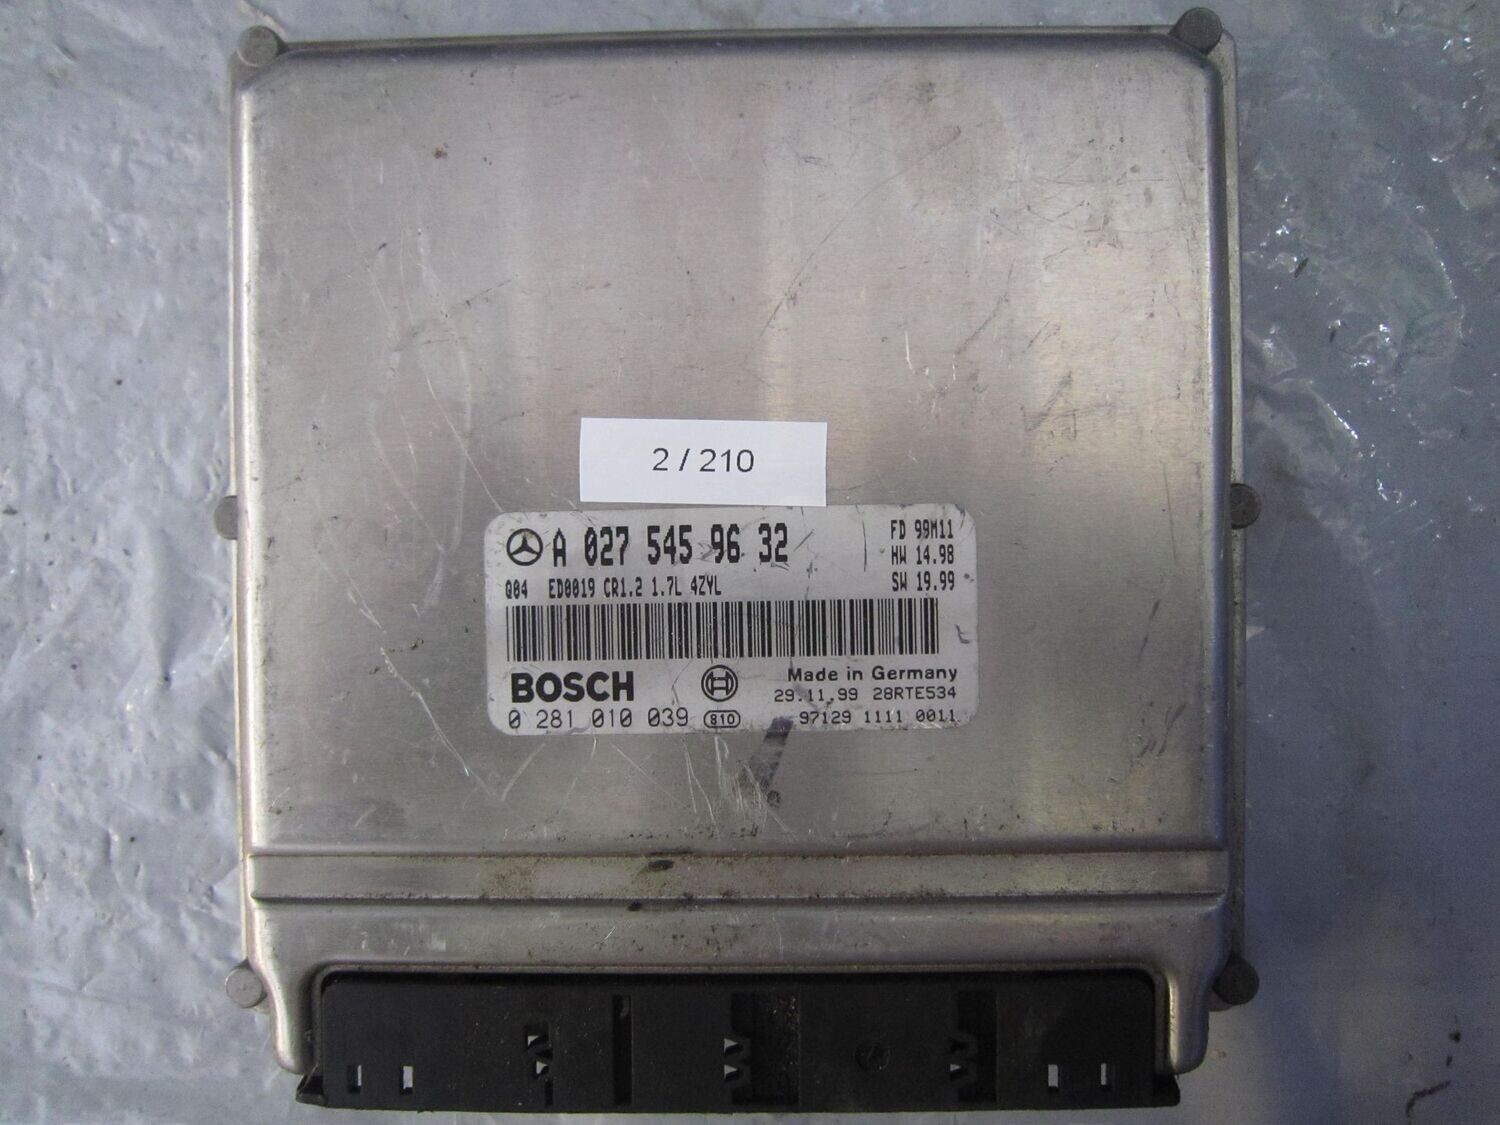 2 / 210
A 027 545 96 32
FD 99M11
HW 14.98
Q04 ED0019 CR1.2 1.7L 4ZYL
SW 19.99
BOSCH
Made in Germany
29.11.99 28RTE534
0 281 010 039 810
97129 1111 0011